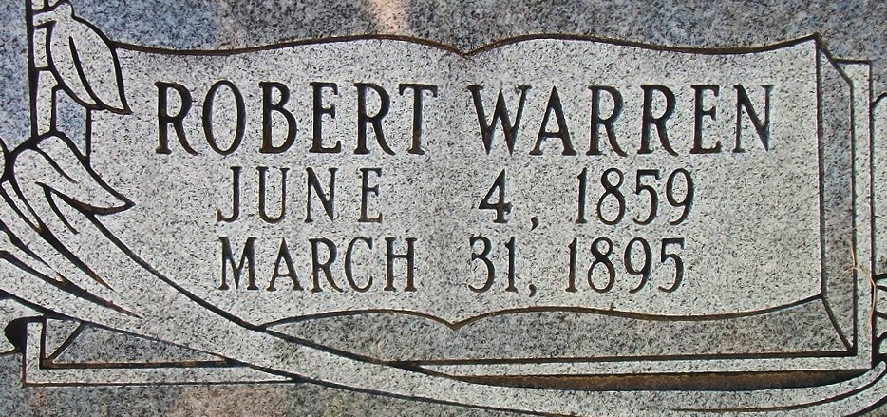 ROBERT WARREN
JUNE 4, 1859
MARCH 31, 1895